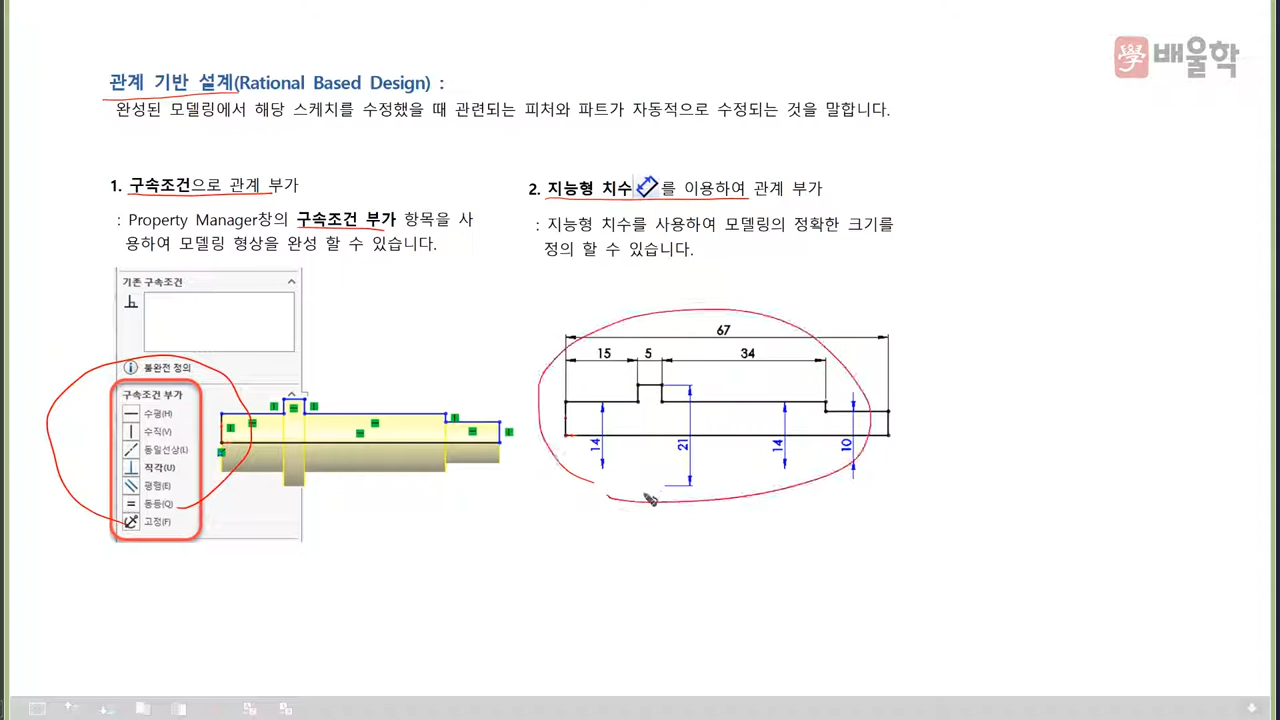 學 배울학
관계 기반 설계(Rational Based Design) :
완성된 모델링에서 해당 스케치를 수정했을 때 관련되는 피처와 파트가 자동적으로 수정되는 것을 말합니다.
1. 구속조건으로 관계 부가
: Property Manager창의 구속조건 부가 항목을 사
용하여 모델링 형상을 완성 할 수 있습니다.
기존 구속조건
불완전 정의
구속조건 부가
수평(H)
수직(V)
동일선상(L)
직각(U)
평행(E)
동등(Q)
고정(F)
2. 지능형 치수를 이용하여 관계 부가
: 지능형 치수를 사용하여 모델링의 정확한 크기를
정의 할 수 있습니다.
67
15 5 34
14 21 14 10